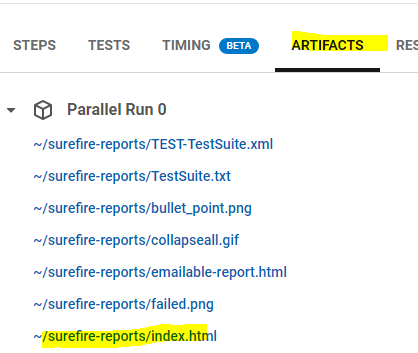 STEPS TESTS TIMING BETA ARTIFACTS RES
Parallel Run 0
~/surefire-reports/TEST-TestSuite.xml
~/surefire-reports/TestSuite.txt
~/surefire-reports/bullet_point.png
~/surefire-reports/collapseall.gif
~/surefire-reports/emailable-report.html
~/surefire-reports/failed.png
~/surefire-reports/index.html